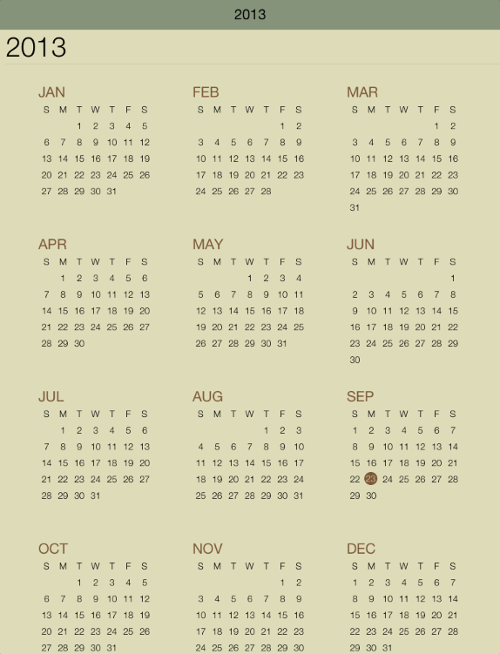 2013
2013
JAN FEB MAR
S M T W T F S S M T W T F S S M T W T F S
1 2 3 4 5 1 2 1 2
6 7 8 9 10 11 12 3 4 5 6 7 8 9 3 4 5 6 7 8 9
13 14 15 16 17 18 19 10 11 12 13 14 15 16 10 11 12 13 14 15 16
20 21 22 23 24 25 26 17 18 19 20 21 22 23 17 18 19 20 21 22 23
27 28 29 30 31 24 25 26 27 28 24 25 26 27 28 29 30
31
APR MAY JUN
S M T W T F S S M T W T F S S M T W T F S
1 2 3 4 5 6 1 2 3 4 1
7 8 9 10 11 12 13 5 6 7 8 9 10 11 2 3 4 5 6 7 8
14 15 16 17 18 19 20 12 13 14 15 16 17 18 9 10 11 12 13 14 15
21 22 23 24 25 26 27 19 20 21 22 23 24 25 16 17 18 19 20 21 22
28 29 30 26 27 28 29 30 31 23 24 25 26 27 28 29
30
JUL AUG SEP
S M T W T F S S M T W T F S S M T W T F S
1 2 3 4 5 6 1 2 3 1 2 3 4 5 6 7
7 8 9 10 11 12 13 4 5 6 7 8 9 10 8 9 10 11 12 13 14
14 15 16 17 18 19 20 11 12 13 14 15 16 17 15 16 17 18 19 20 21
21 22 23 24 25 26 27 18 19 20 21 22 23 24 22 23 24 25 26 27 28
28 29 30 31 25 26 27 28 29 30 31 29 30
OCT NOV DEC
S M T W T F S S M T W T F S S M T W T F S
1 2 3 4 5 1 2 1 2 3 4 5 6 7
6 7 8 9 10 11 12 3 4 5 6 7 8 9 8 9 10 11 12 13 14
13 14 15 16 17 18 19 10 11 12 13 14 15 16 15 16 17 18 19 20 21
20 21 22 23 24 25 26 17 18 19 20 21 22 23 22 23 24 25 26 27 28
27 28 29 30 31 24 25 26 27 28 29 30 29 30 31